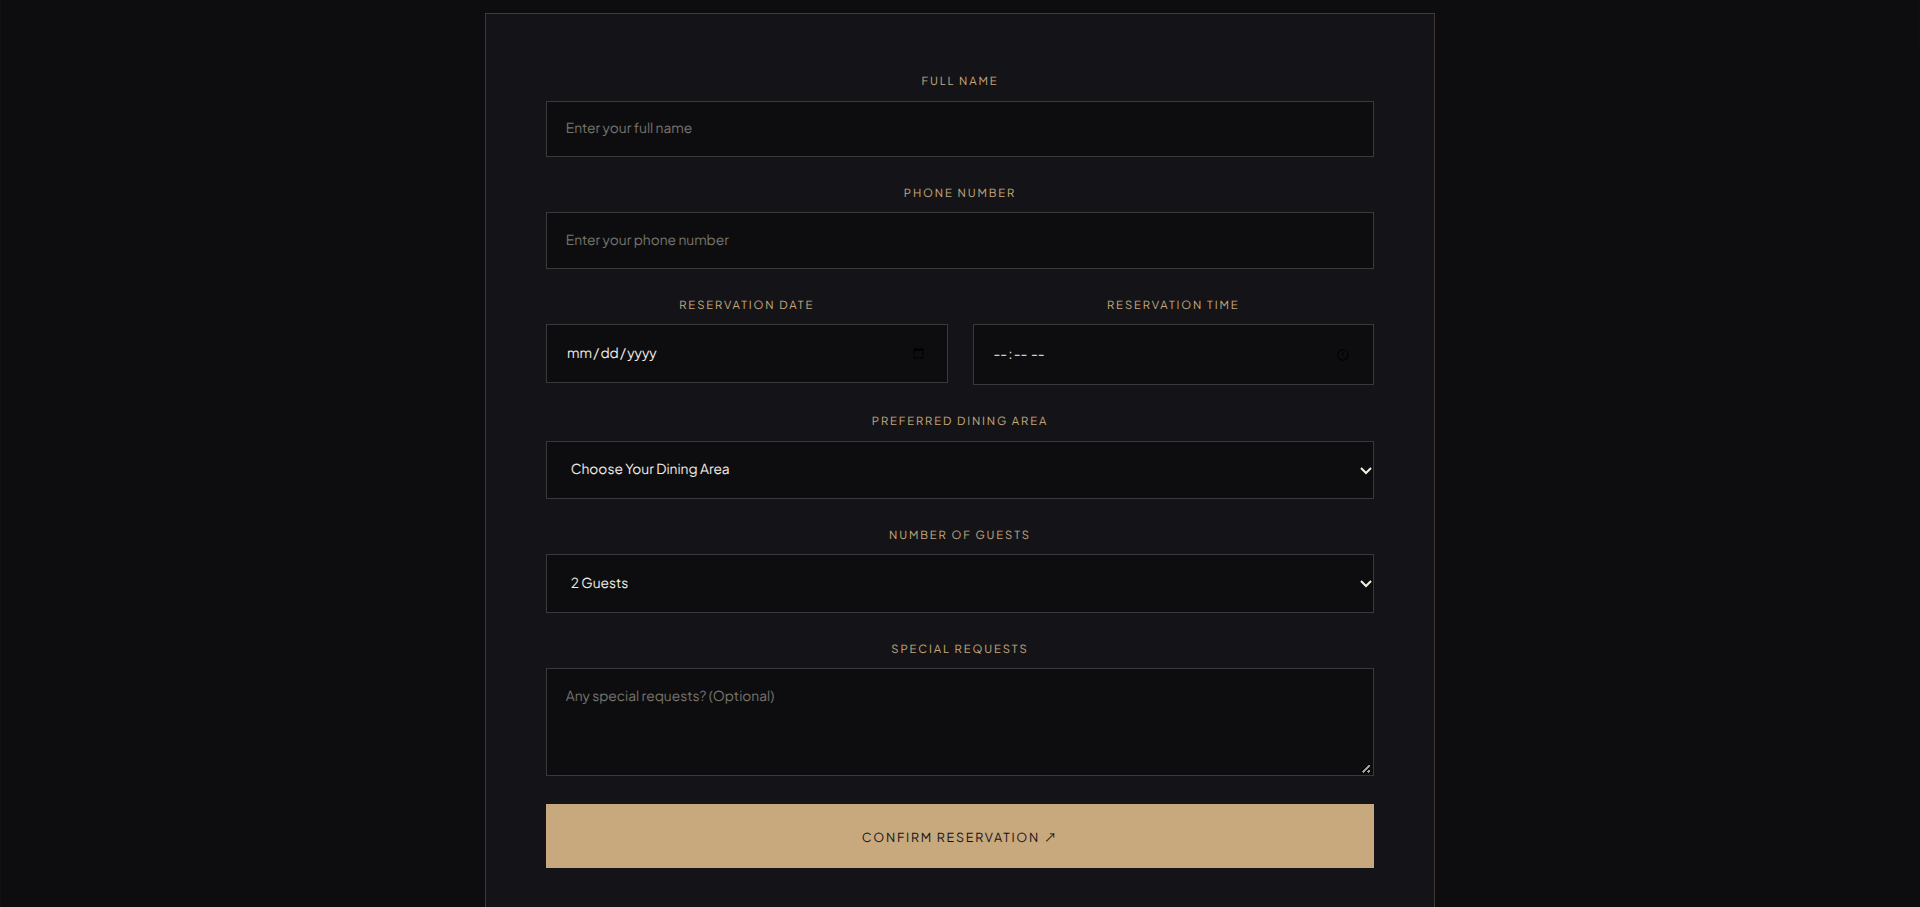 FULL NAME
Enter your full name
PHONE NUMBER
Enter your phone number
RESERVATION DATE
RESERVATION TIME
mm/dd/yyyy
--:-- --
PREFERRED DINING AREA
Choose Your Dining Area
NUMBER OF GUESTS
2 Guests
SPECIAL REQUESTS
Any special requests? (Optional)
CONFIRM RESERVATION ↗